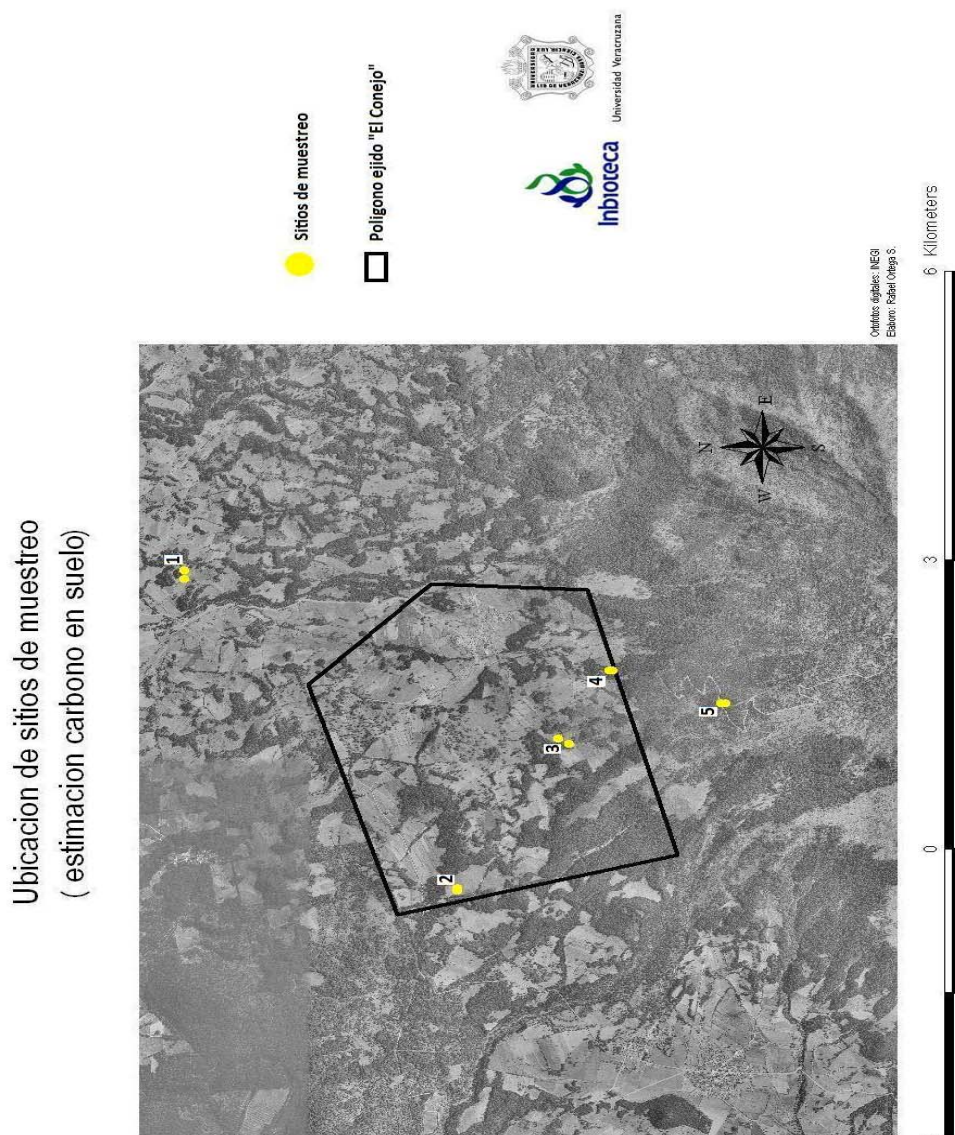 Ubicacion de sitios de muestreo
( estimacion carbono en suelo)
Sitios de muestreo
Poligono ejido "El Conejo"
Inbioteca
Universidad Veracruzana
1
2
3
4
5
N
W
E
S
Ortofotos digitales: INEGI
Elaboro: Rafael Ortega S.
0
3
6 Kilometers